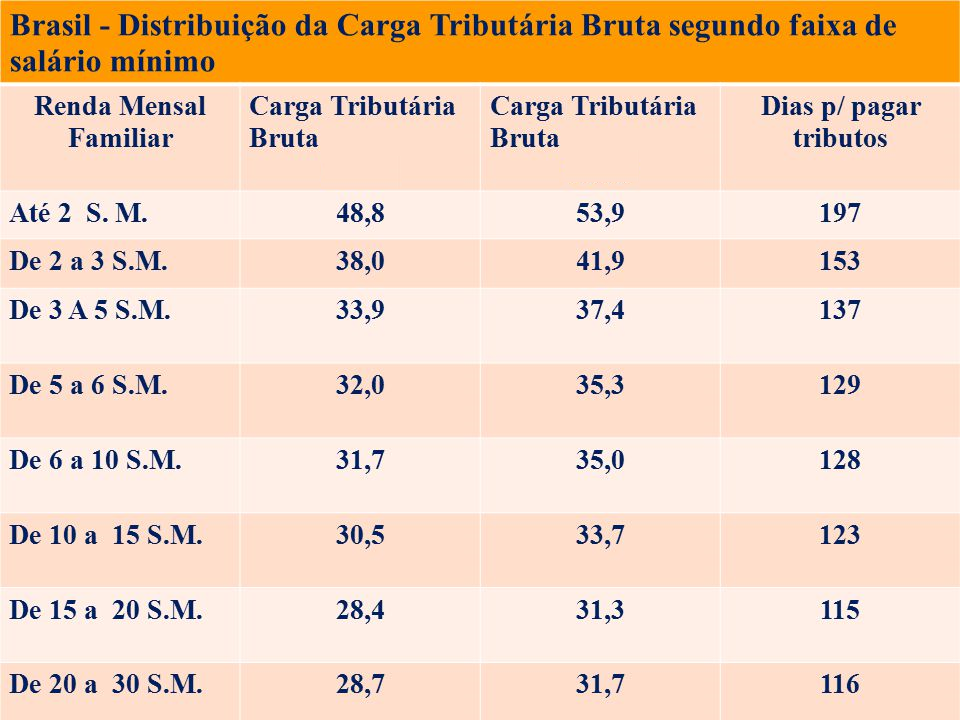 Brasil - Distribuição da Carga Tributária Bruta segundo faixa de
salário mínimo
Renda Mensal Familiar Carga Tributária Bruta Carga Tributária Bruta Dias p/ pagar tributos
Até 2 S. M. 48,8 53,9 197
De 2 a 3 S.M. 38,0 41,9 153
De 3 A 5 S.M. 33,9 37,4 137
De 5 a 6 S.M. 32,0 35,3 129
De 6 a 10 S.M. 31,7 35,0 128
De 10 a 15 S.M. 30,5 33,7 123
De 15 a 20 S.M. 28,4 31,3 115
De 20 a 30 S.M. 28,7 31,7 116